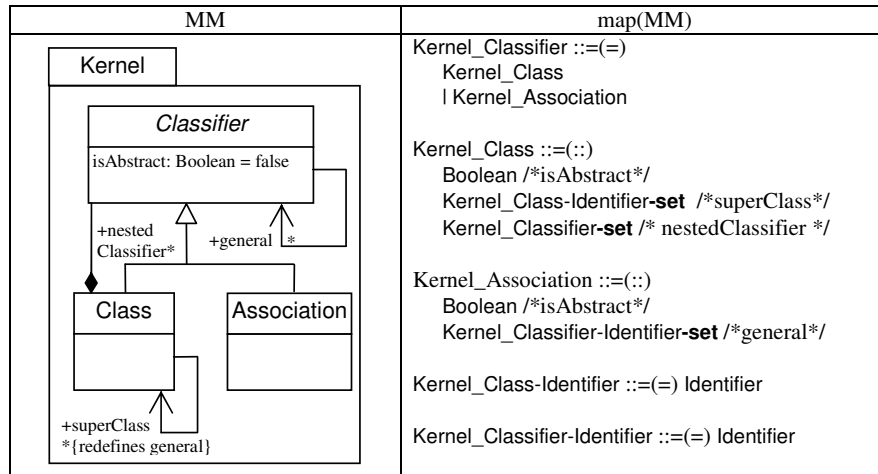 MM
map(MM)
Kernel
Classifier
isAbstract: Boolean = false
+nested
Classifier*
+general
*
Class
Association
+superClass
*{redefines general}
Kernel_Classifier ::=(=)
Kernel_Class
| Kernel_Association
Kernel_Class ::=(::)
Boolean /*isAbstract*/
Kernel_Class-Identifier-set /*superClass*/
Kernel_Classifier-set /* nestedClassifier */
Kernel_Association ::=(::)
Boolean /*isAbstract*/
Kernel_Classifier-Identifier-set /*general*/
Kernel_Class-Identifier ::=(=) Identifier
Kernel_Classifier-Identifier ::=(=) Identifier